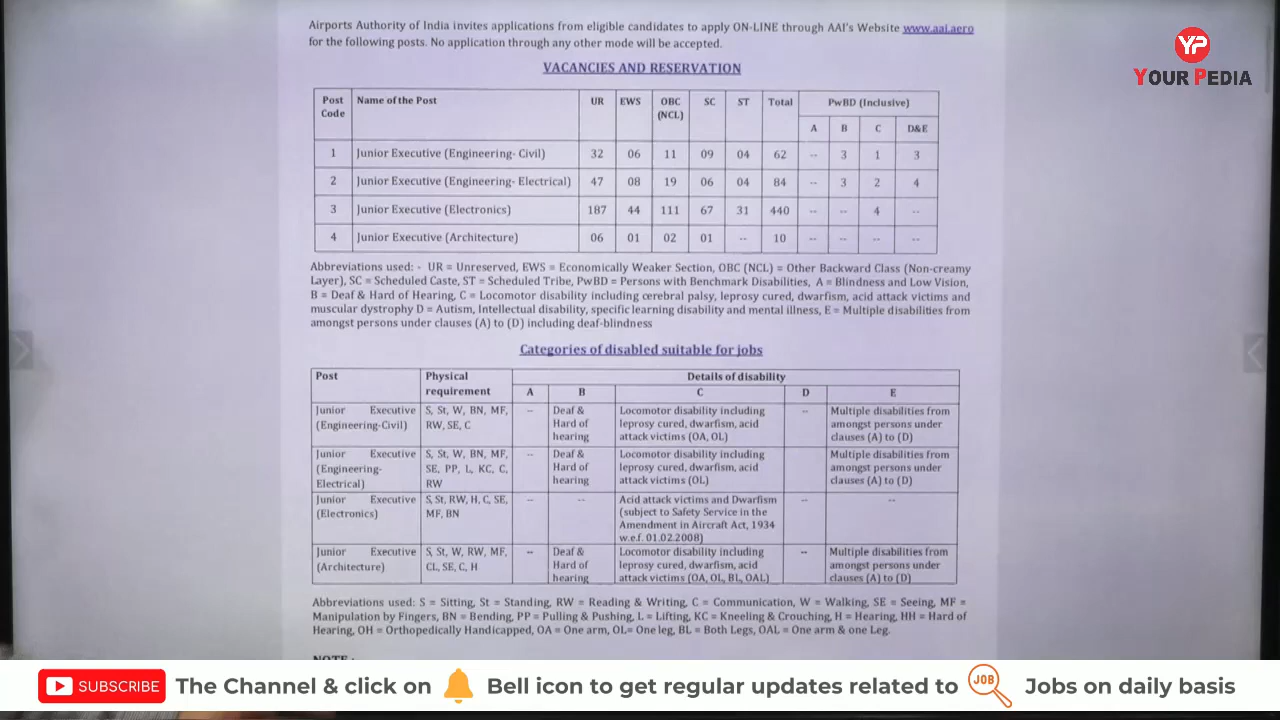 Airports Authority of India invites applications from eligible candidates to apply ON-LINE through AAI's Website www.aai.aero
for the following posts. No application through any other mode will be accepted.
YP
YOUR PEDIA
VACANCIES AND RESERVATION
Post Code | Name of the Post | UR | EWS | OBC (NCL) | SC | ST | Total | PwBD (Inclusive)
A | B | C | D&E
1 | Junior Executive (Engineering- Civil) | 32 | 06 | 11 | 09 | 04 | 62 | -- | 3 | 1 | 3
2 | Junior Executive (Engineering- Electrical) | 47 | 08 | 19 | 06 | 04 | 84 | -- | 3 | 2 | 4
3 | Junior Executive (Electronics) | 187 | 44 | 111 | 67 | 31 | 440 | -- | -- | 4 | --
4 | Junior Executive (Architecture) | 06 | 01 | 02 | 01 | -- | 10 | -- | -- | -- | --
Abbreviations used: - UR = Unreserved, EWS = Economically Weaker Section, OBC (NCL) = Other Backward Class (Non-creamy
Layer), SC = Scheduled Caste, ST = Scheduled Tribe, PwBD = Persons with Benchmark Disabilities, A = Blindness and Low Vision,
B = Deaf & Hard of Hearing, C = Locomotor disability including cerebral palsy, leprosy cured, dwarfism, acid attack victims and
muscular dystrophy D = Autism, Intellectual disability, specific learning disability and mental illness, E = Multiple disabilities from
amongst persons under clauses (A) to (D) including deaf-blindness
Categories of disabled suitable for jobs
Post | Physical requirement | Details of disability
A | B | C | D | E
Junior Executive (Engineering-Civil) | S, St, W, BN, MF, RW, SE, C | -- | Deaf & Hard of hearing | Locomotor disability including leprosy cured, dwarfism, acid attack victims (OA, OL) | -- | Multiple disabilities from amongst persons under clauses (A) to (D)
Junior Executive (Engineering- Electrical) | S, St, W, BN, MF, SE, PP, L, KC, C, RW | -- | Deaf & Hard of hearing | Locomotor disability including leprosy cured, dwarfism, acid attack victims (OL) | Multiple disabilities from amongst persons under clauses (A) to (D)
Junior Executive (Electronics) | S, St, RW, H, C, SE, MF, BN | -- | -- | Acid attack victims and Dwarfism (subject to Safety Service in the Amendment in Aircraft Act, 1934 w.e.f. 01.02.2008) | -- | --
Junior Executive (Architecture) | S, St, W, RW, MF, CL, SE, C, H | -- | Deaf & Hard of hearing | Locomotor disability including leprosy cured, dwarfism, acid attack victims (OA, OL, BL, OAL) | -- | Multiple disabilities from amongst persons under clauses (A) to (D)
Abbreviations used: S = Sitting, St = Standing, RW = Reading & Writing, C = Communication, W = Walking, SE = Seeing, MF =
Manipulation by Fingers, BN = Bending, PP = Pulling & Pushing, L = Lifting, KC = Kneeling & Crouching, H = Hearing, HH = Hard of
Hearing, OH = Orthopedically Handicapped, OA = One arm, OL= One leg, BL = Both Legs, OAL = One arm & one Leg.
SUBSCRIBE The Channel & click on Bell icon to get regular updates related to JOB Jobs on daily basis